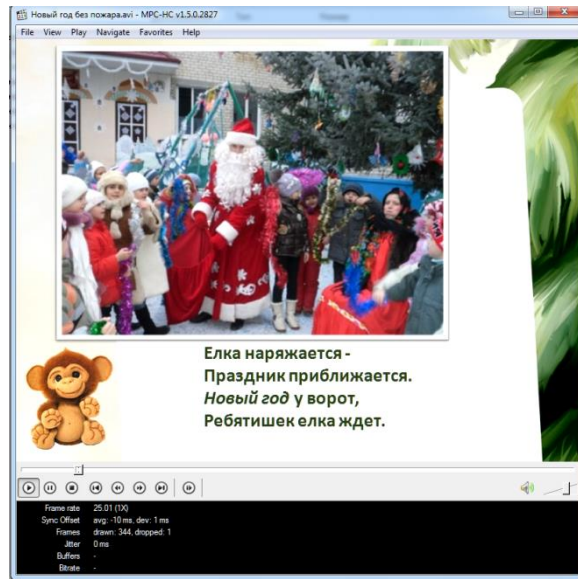 Новый год без пожара.avi - MPC-HC v1.5.0.2827
File View Play Navigate Favorites Help
Елка наряжается -
Праздник приближается.
Новый год у ворот,
Ребятишек елка ждет.
Frame rate 25.01 (1X)
Sync Offset avg: -10 ms, dev: 1 ms
Frames drawn: 344, dropped: 1
Jitter 0 ms
Buffers -
Bitrate -